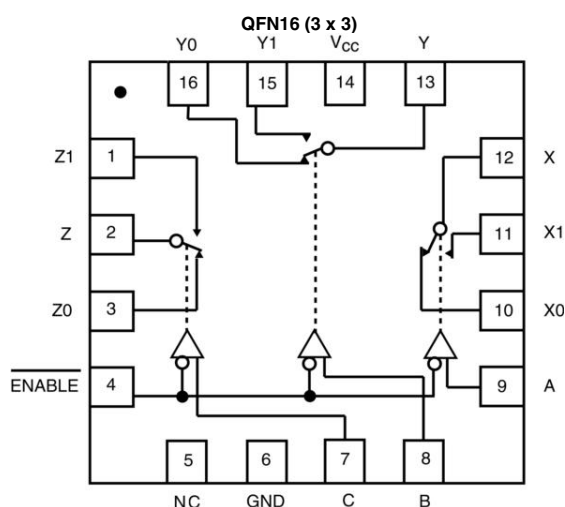 QFN16 (3 x 3)
Y0 Y1 VCC Y
16 15 14 13
Z1 1 12 X
Z 2 11 X1
Z0 3 10 X0
ENABLE 4 9 A
5 6 7 8
NC GND C B